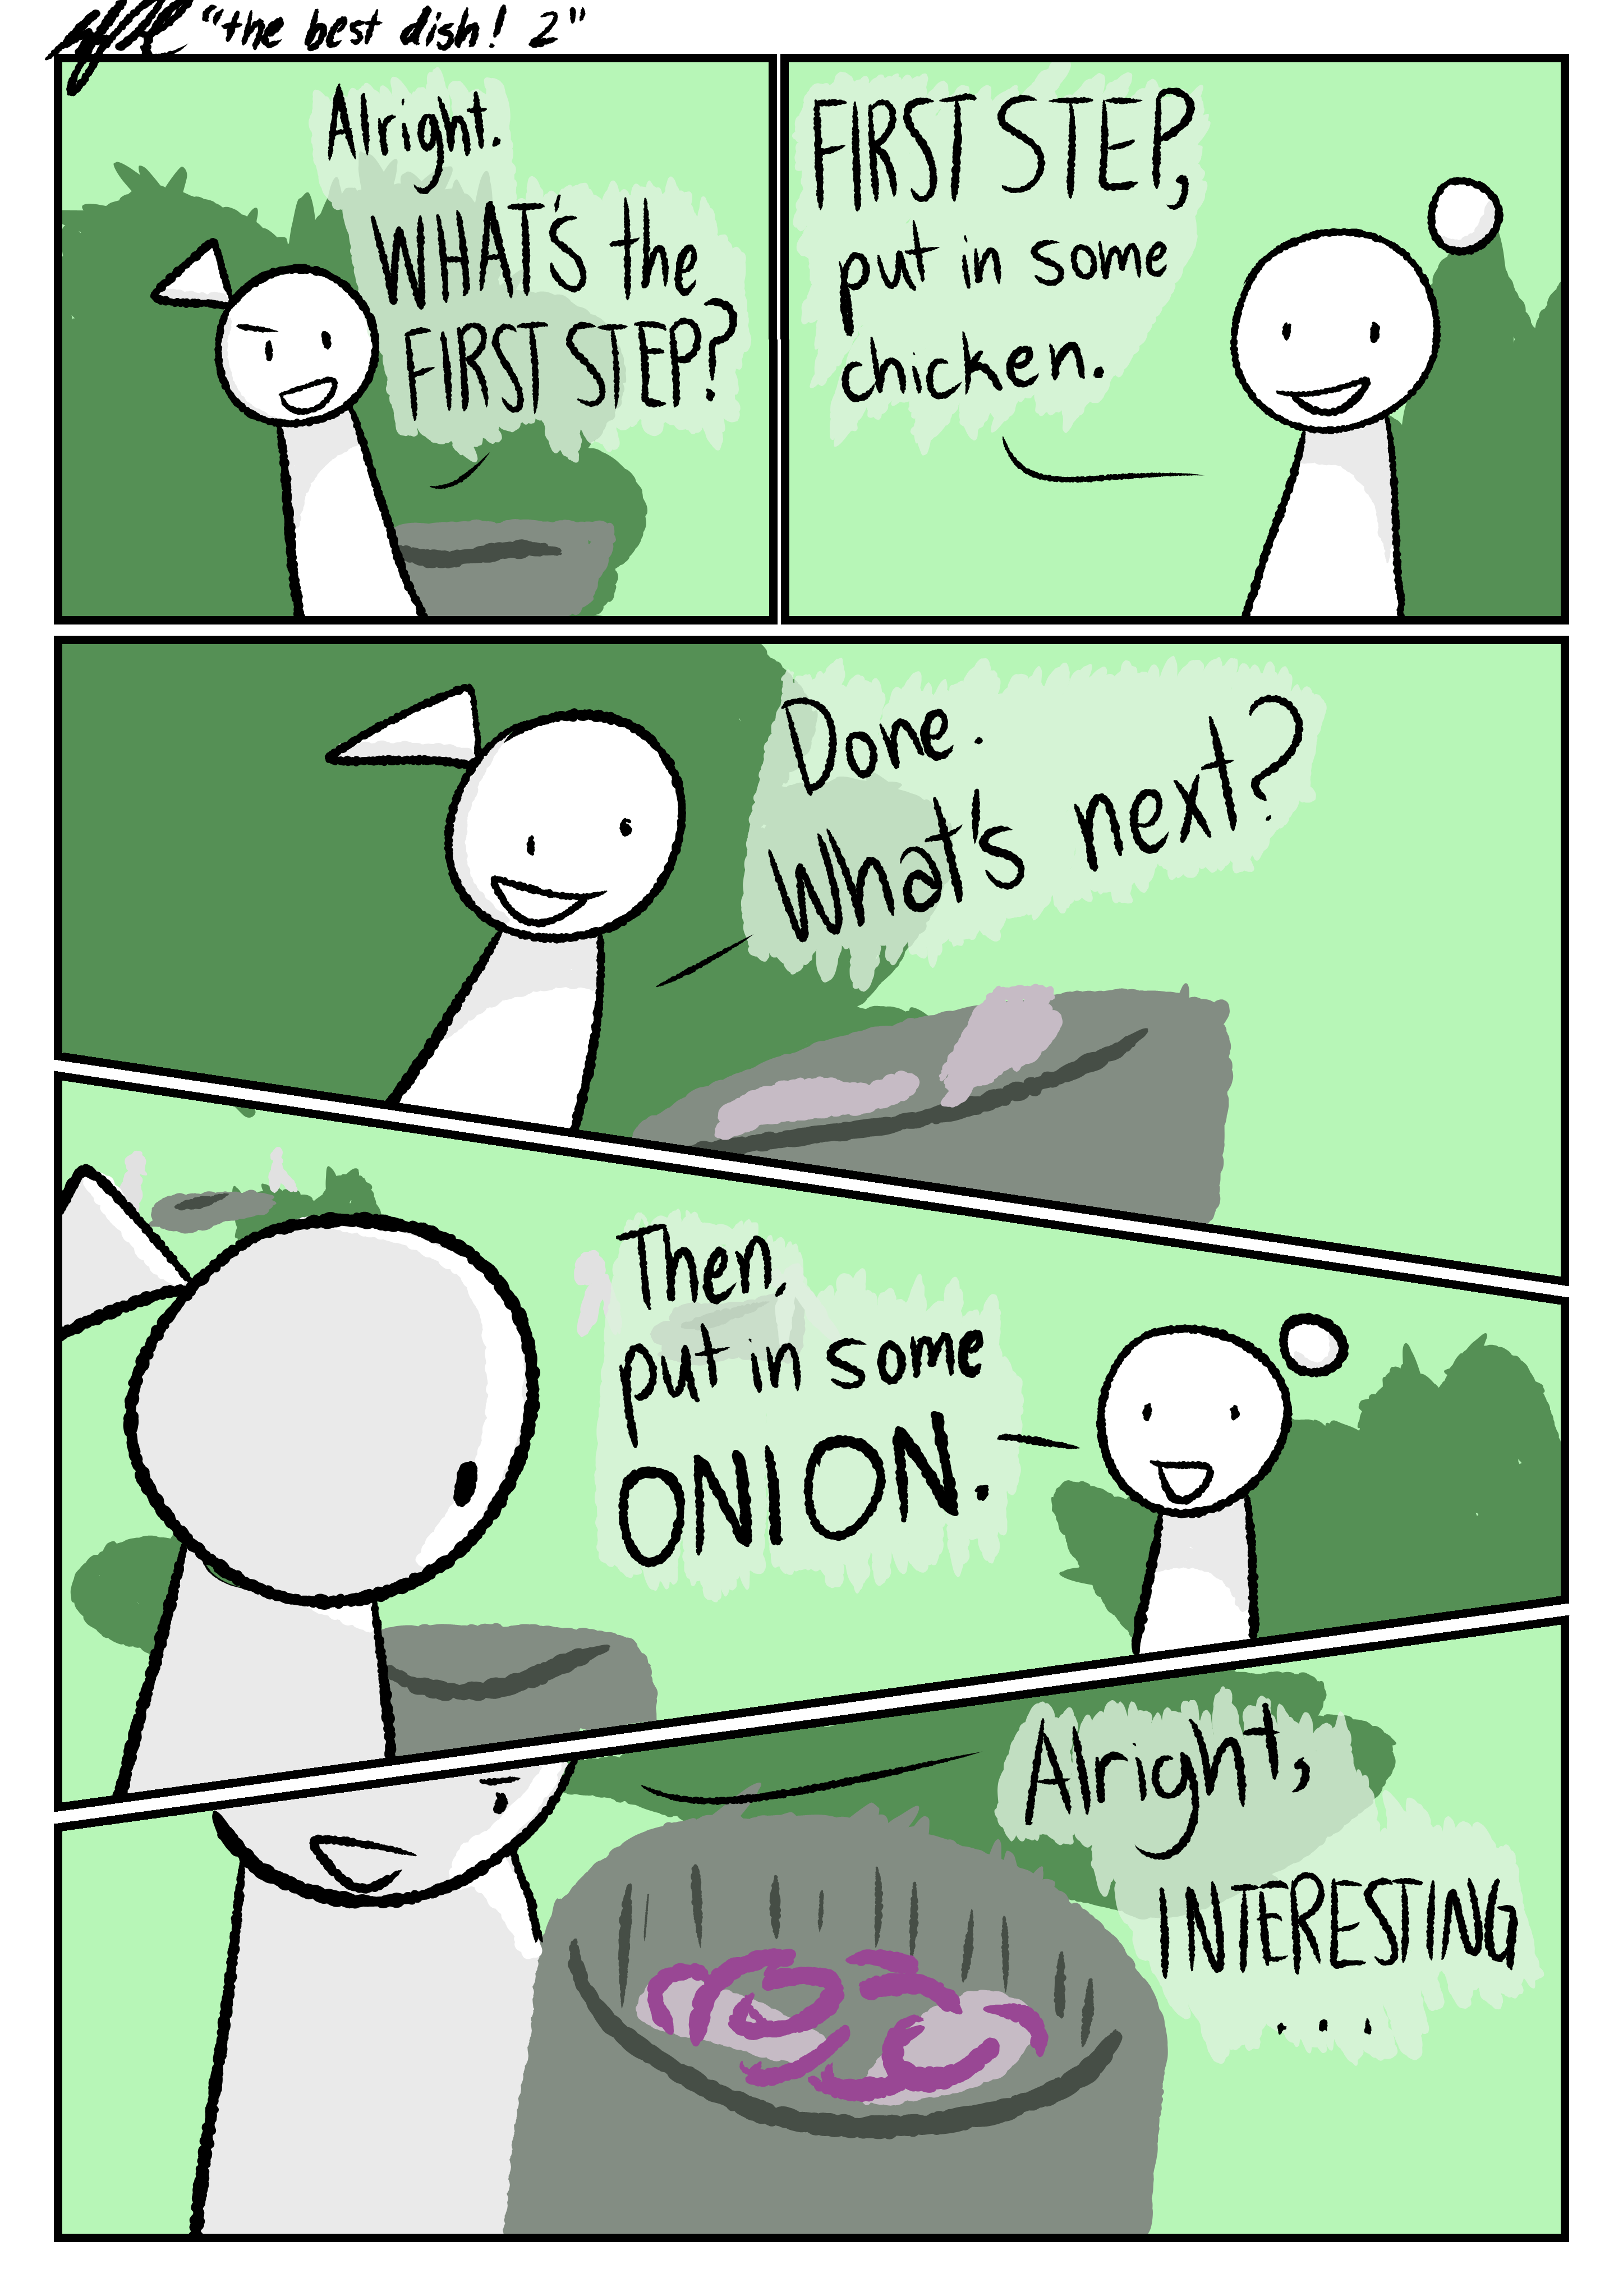 "the best dish! 2"
Alright.
WHAT'S the
FIRST STEP?
FIRST STEP,
put in some
chicken.
Done.
What's next?
Then,
put in some
ONION.
Alright,
INTERESTING
...